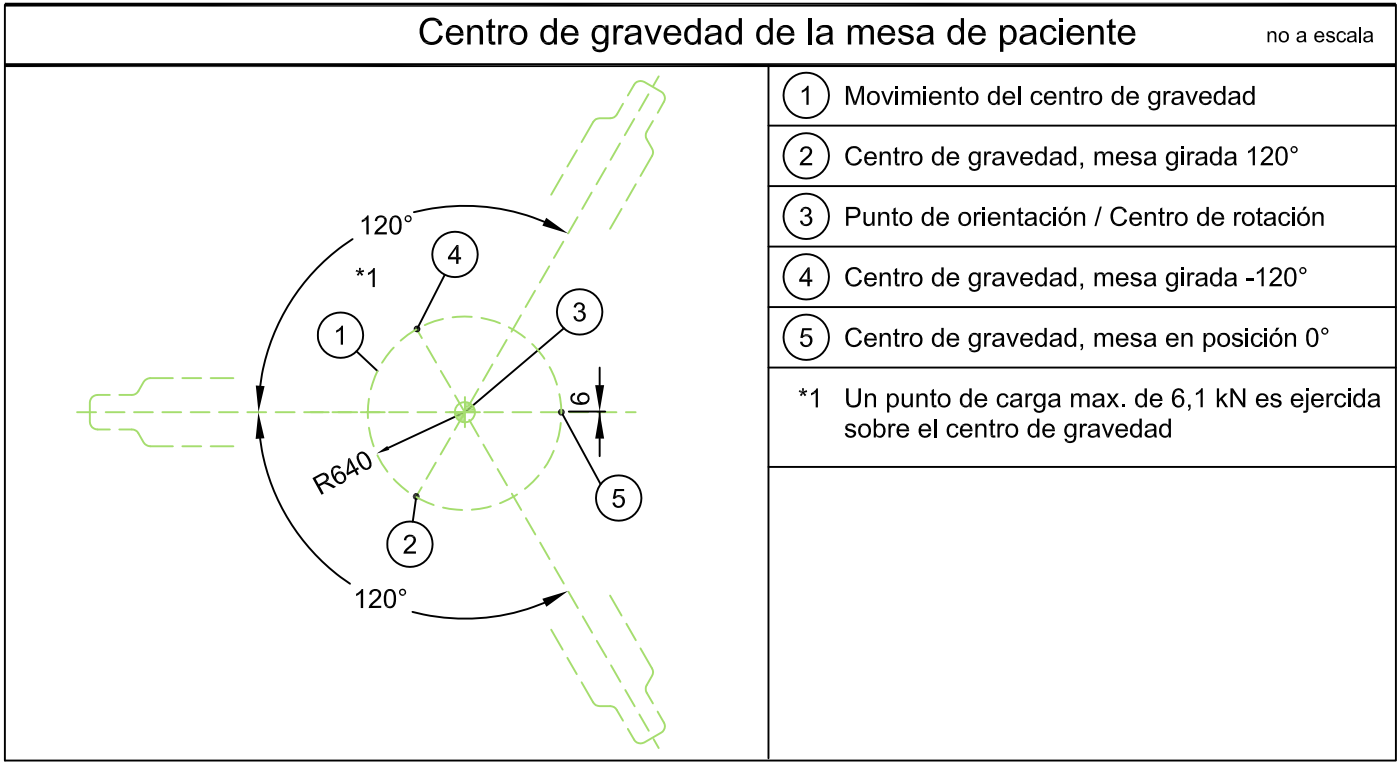 Centro de gravedad de la mesa de paciente
no a escala
120°
*1
4
1
3
6
R640
5
2
120°
1 Movimiento del centro de gravedad
2 Centro de gravedad, mesa girada 120°
3 Punto de orientación / Centro de rotación
4 Centro de gravedad, mesa girada -120°
5 Centro de gravedad, mesa en posición 0°
*1 Un punto de carga max. de 6,1 kN es ejercida
sobre el centro de gravedad